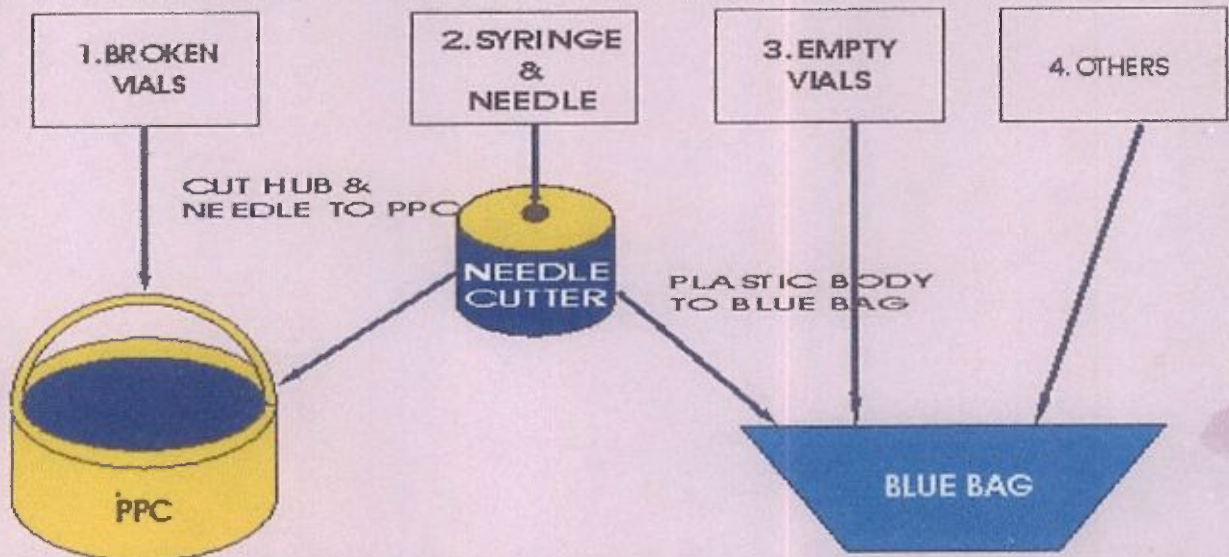 1.BROKEN
VIALS
2.SYRINGE
&
NEEDLE
3.EMPTY
VIALS
4.OTHERS
CUT HUB &
NEEDLE TO PPC
NEEDLE
CUTTER
PLASTIC BODY
TO BLUE BAG
PPC
BLUE BAG